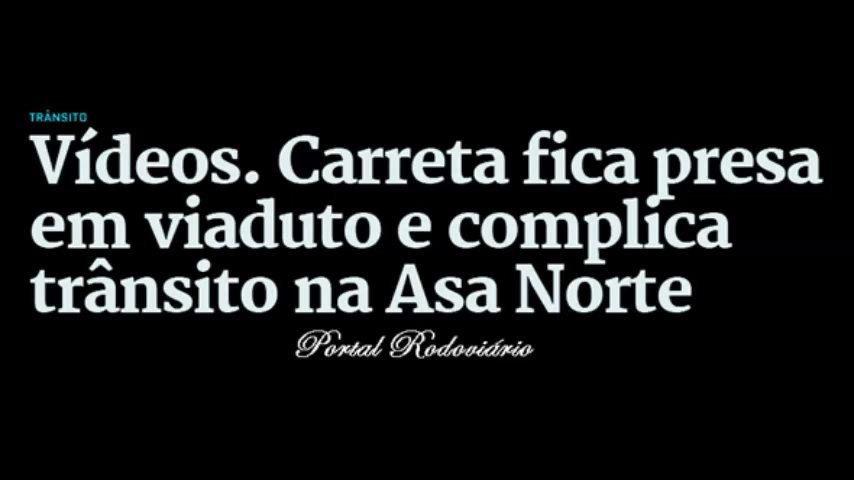 TRÂNSITO
Vídeos. Carreta fica presa
em viaduto e complica
trânsito na Asa Norte
Portal Rodoviário